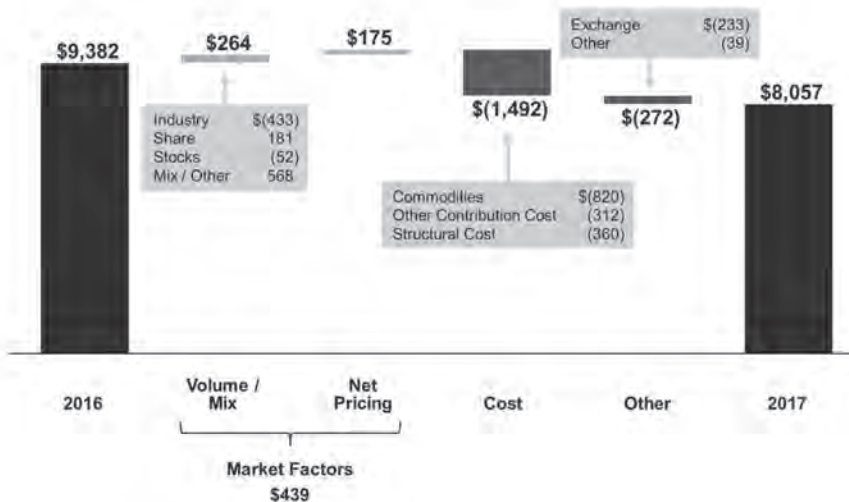 $9,382
$264
$175
$(1,492)
$(272)
$8,057
Exchange $(233)
Other (39)
Industry $(433)
Share 181
Stocks (52)
Mix / Other 568
Commodities $(820)
Other Contribution Cost (312)
Structural Cost (360)
2016
Volume /
Mix
Net
Pricing
Cost
Other
2017
Market Factors
$439